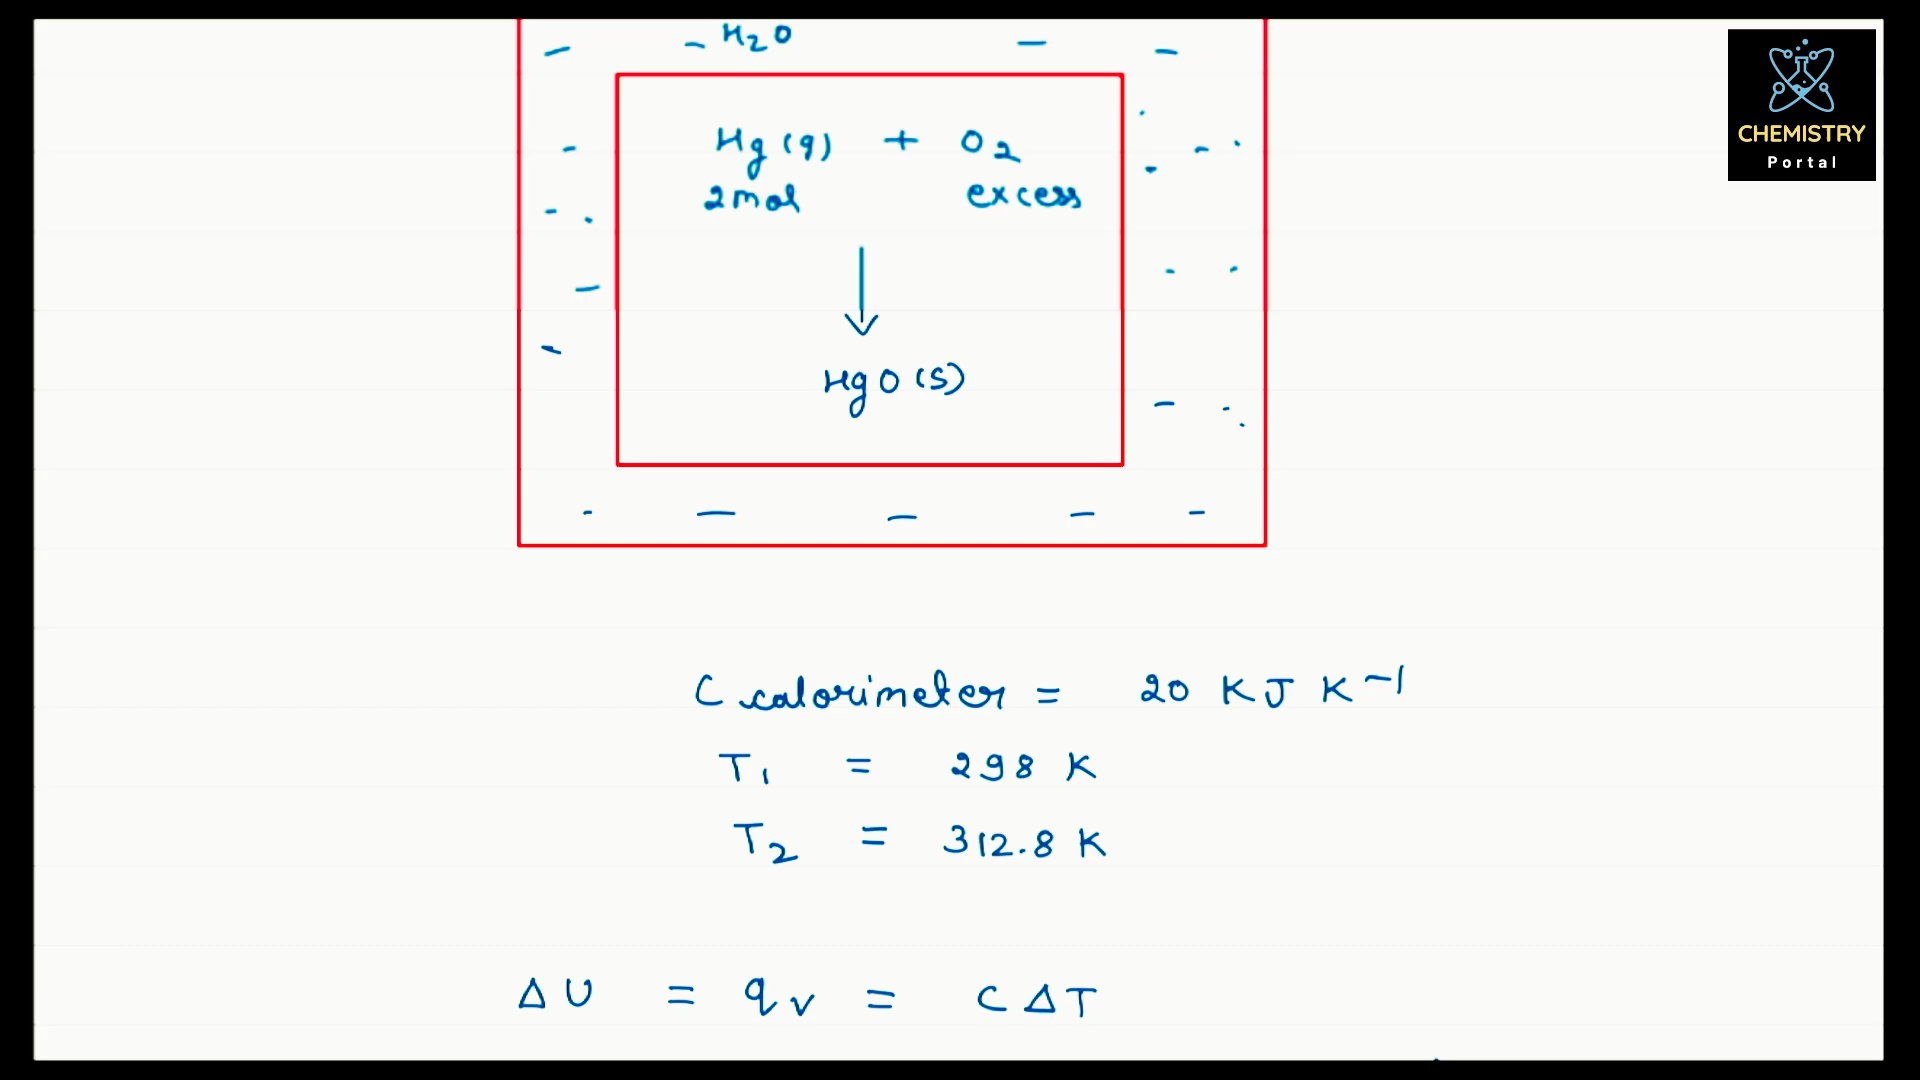 H2O
CHEMISTRY
Portal
Hg(g) + O2
2mol excess
HgO(s)
C calorimeter = 20 KJ K-1
T1 = 298 K
T2 = 312.8 K
ΔU = qv = CΔT